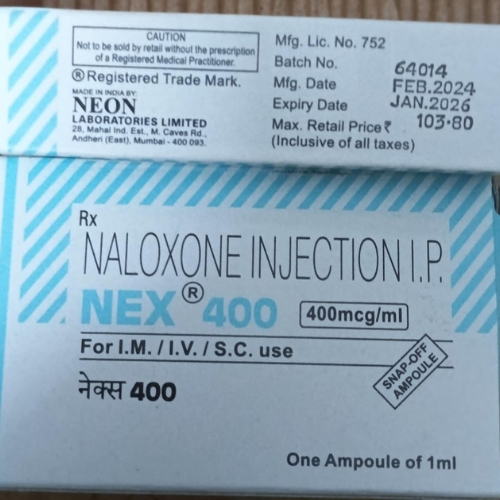 CAUTION
Not to be sold by retail without the prescription
of a Registered Medical Practitioner.
® Registered Trade Mark.
MADE IN INDIA BY:
NEON
LABORATORIES LIMITED
28, Mahal Ind. Est., M. Caves Rd.,
Andheri (East), Mumbai - 400 093.
Mfg. Lic. No. 752
Batch No. 64014
Mfg. Date FEB.2024
Expiry Date JAN.2026
Max. Retail Price ₹ 103.80
(Inclusive of all taxes)
Rx
NALOXONE INJECTION I.P.
NEX® 400 400mcg/ml
For I.M. / I.V. / S.C. use
SNAP-OFF
AMPOULE
नेक्स 400
One Ampoule of 1ml